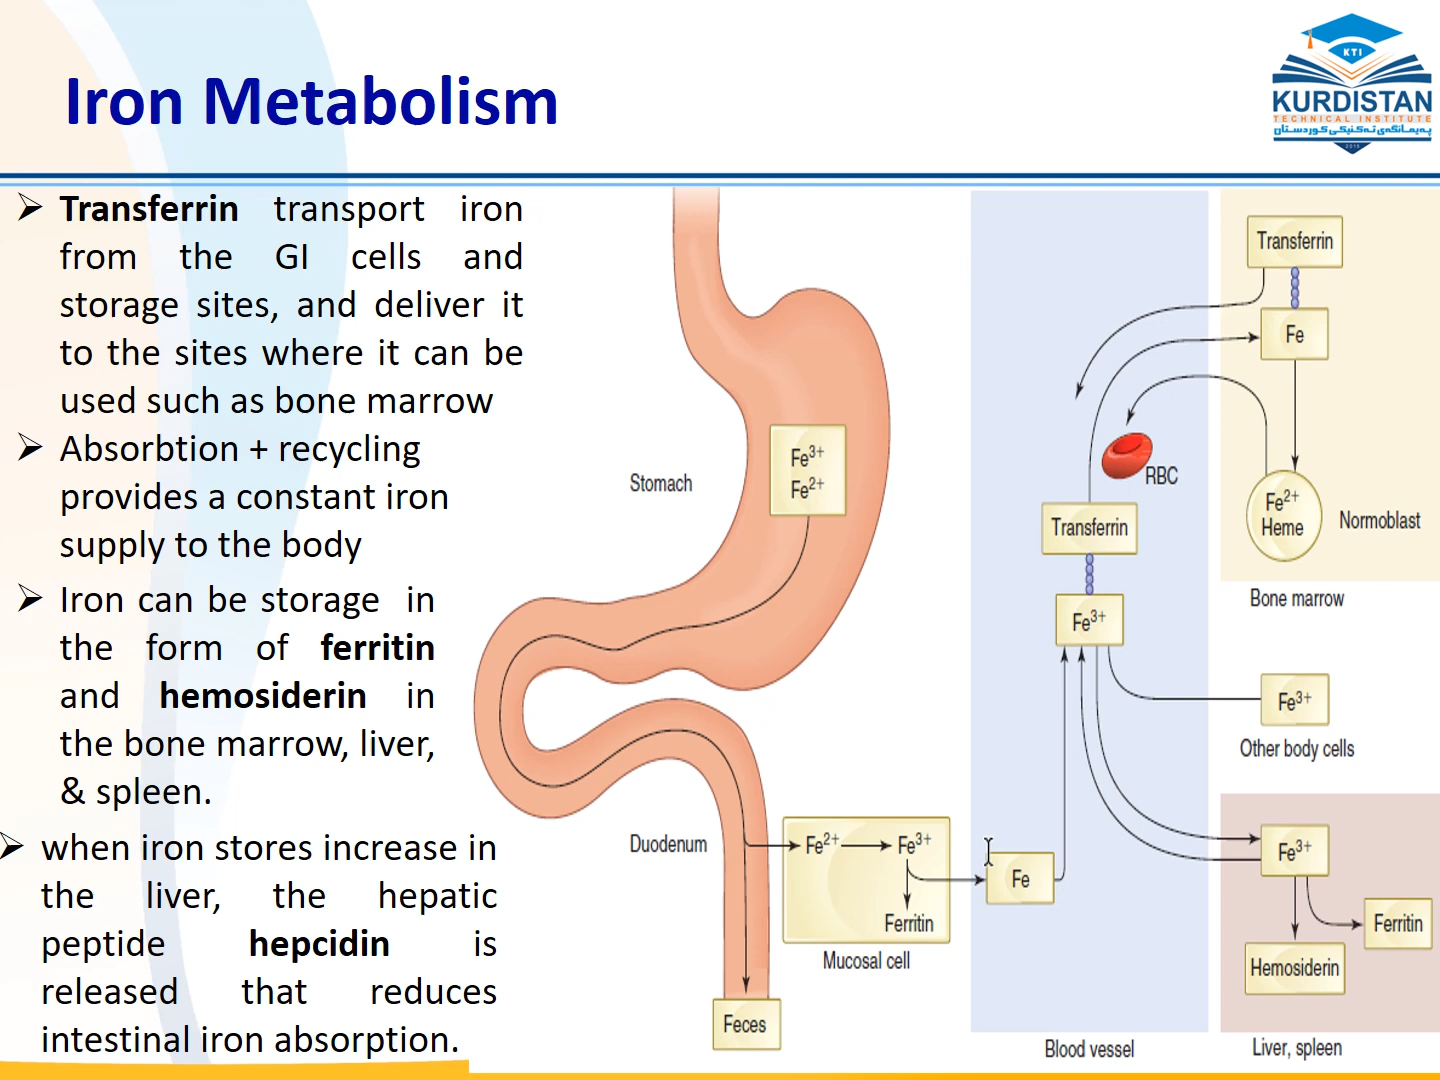 Iron Metabolism
KTI
KURDISTAN
TECHNICAL INSTITUTE
پەیمانگەی تەکنیکی کوردستان
➢ Transferrin transport iron
from the GI cells and
storage sites, and deliver it
to the sites where it can be
used such as bone marrow
➢ Absorbtion + recycling
provides a constant iron
supply to the body
➢ Iron can be storage in
the form of ferritin
and hemosiderin in
the bone marrow, liver,
& spleen.
➢ when iron stores increase in
the liver, the hepatic
peptide hepcidin is
released that reduces
intestinal iron absorption.
Stomach
Fe³⁺
Fe²⁺
Duodenum
Fe²⁺
Fe³⁺
Ferritin
Mucosal cell
Feces
Fe
Transferrin
Fe³⁺
RBC
Blood vessel
Transferrin
Fe
Fe²⁺
Heme
Normoblast
Bone marrow
Fe³⁺
Other body cells
Fe³⁺
Ferritin
Hemosiderin
Liver, spleen